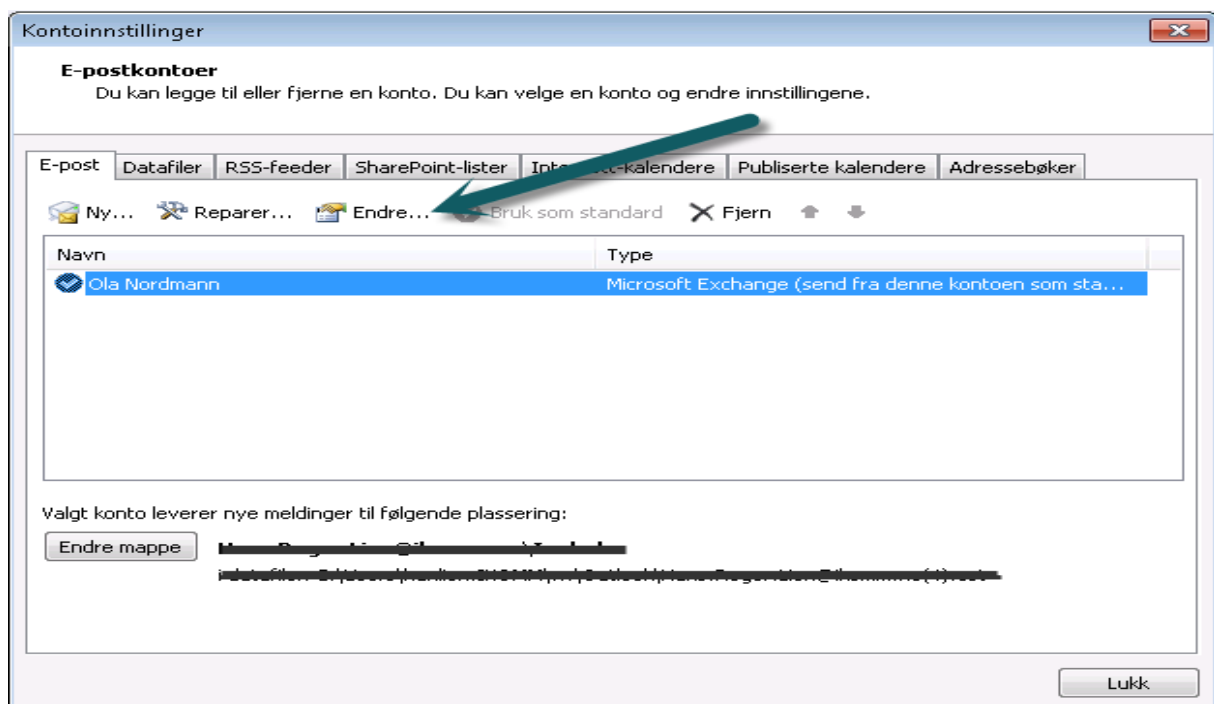 Kontoinnstillinger
E-postkontoer
Du kan legge til eller fjerne en konto. Du kan velge en konto og endre innstillingene.
E-post Datafiler RSS-feeder SharePoint-lister Internett-kalendere Publiserte kalendere Adressebøker
Ny... Reparer... Endre... Bruk som standard Fjern
Navn Type
Ola Nordmann Microsoft Exchange (send fra denne kontoen som sta...
Valgt konto leverer nye meldinger til følgende plassering:
Endre mappe
Lukk